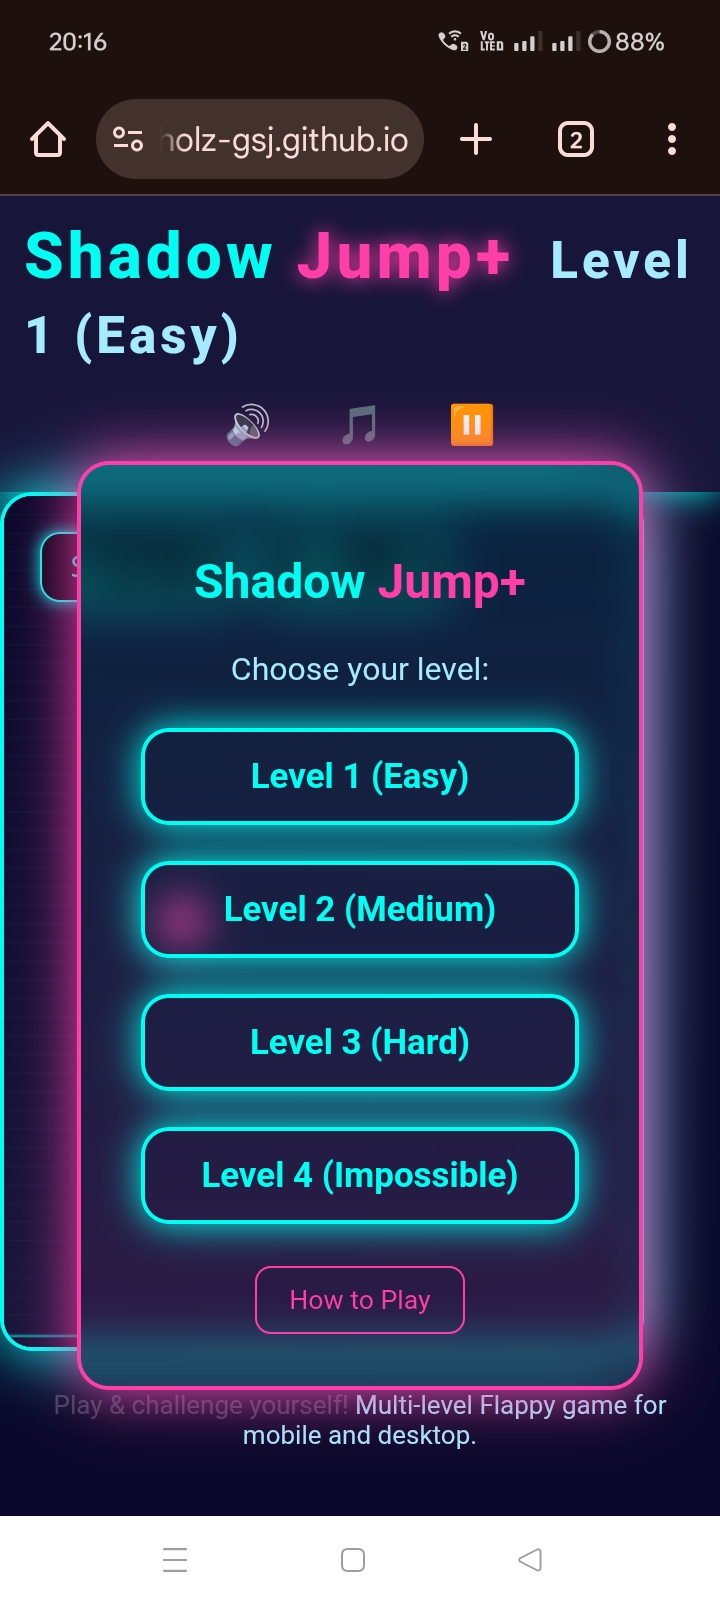 20:16
Vo LTE D
88%
holz-gsj.github.io
2
Shadow Jump+ Level
1 (Easy)
Shadow Jump+
Choose your level:
Level 1 (Easy)
Level 2 (Medium)
Level 3 (Hard)
Level 4 (Impossible)
How to Play
Play & challenge yourself! Multi-level Flappy game for
mobile and desktop.